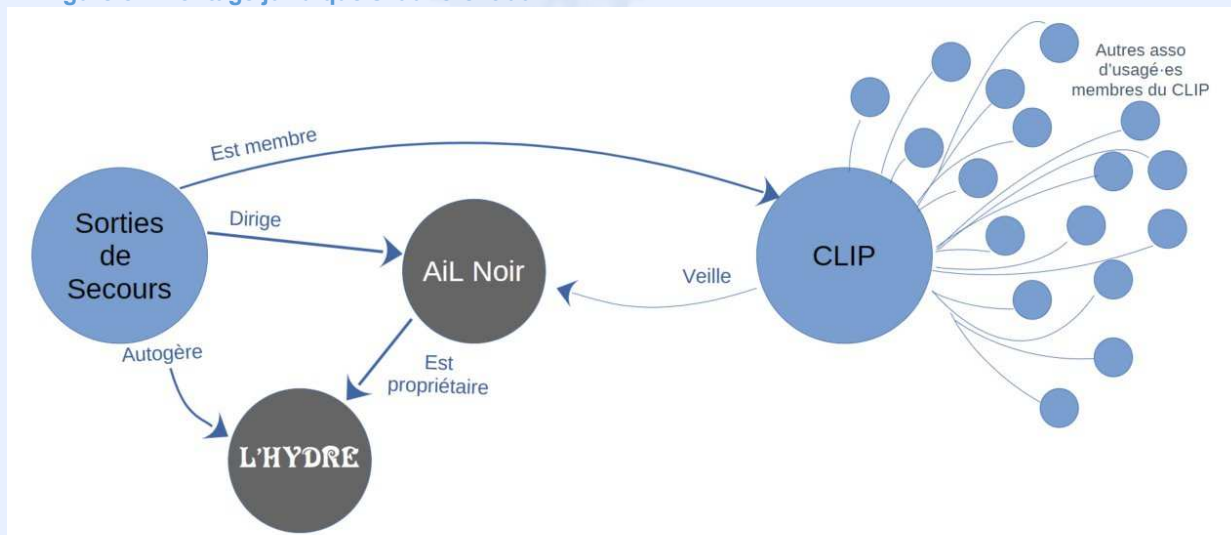 Autres asso
d'usagé·es
membres du CLIP
Est membre
Sorties
de
Secours
Dirige
AiL Noir
Veille
CLIP
Autogère
Est
propriétaire
L'HYDRE